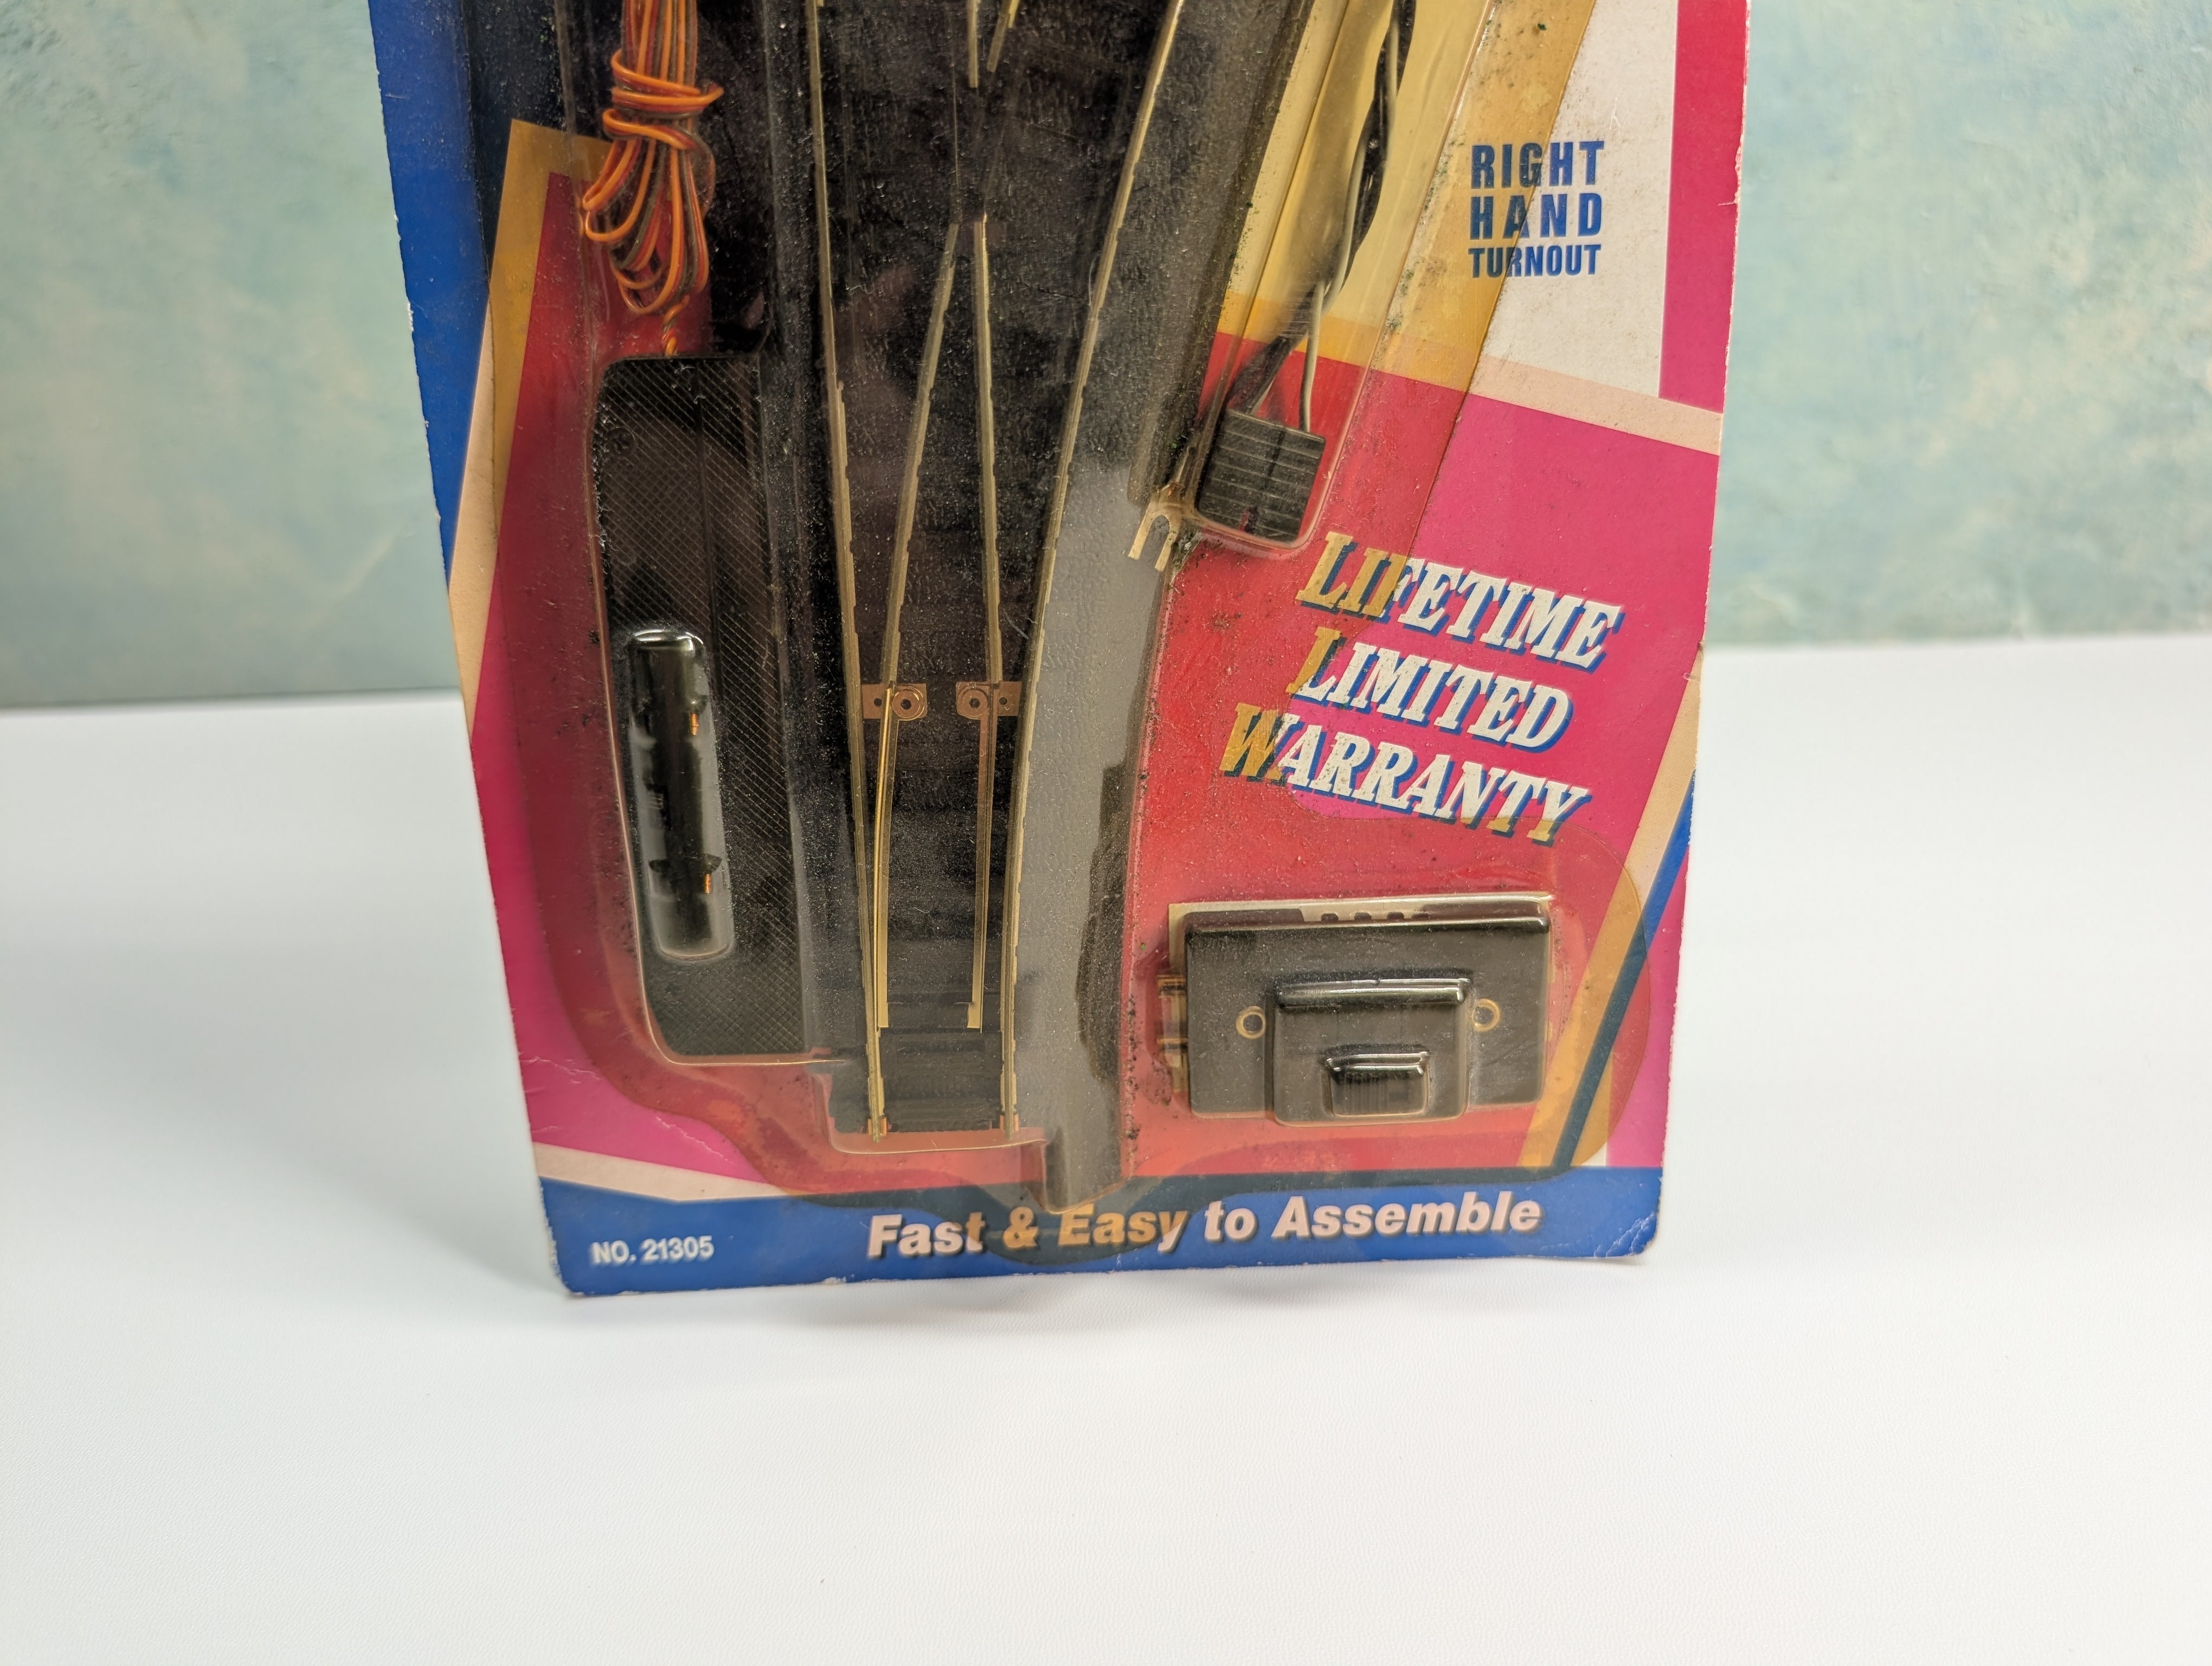 RIGHT
HAND
TURNOUT
LIFETIME
LIMITED
WARRANTY
NO. 21305
Fast & Easy to Assemble